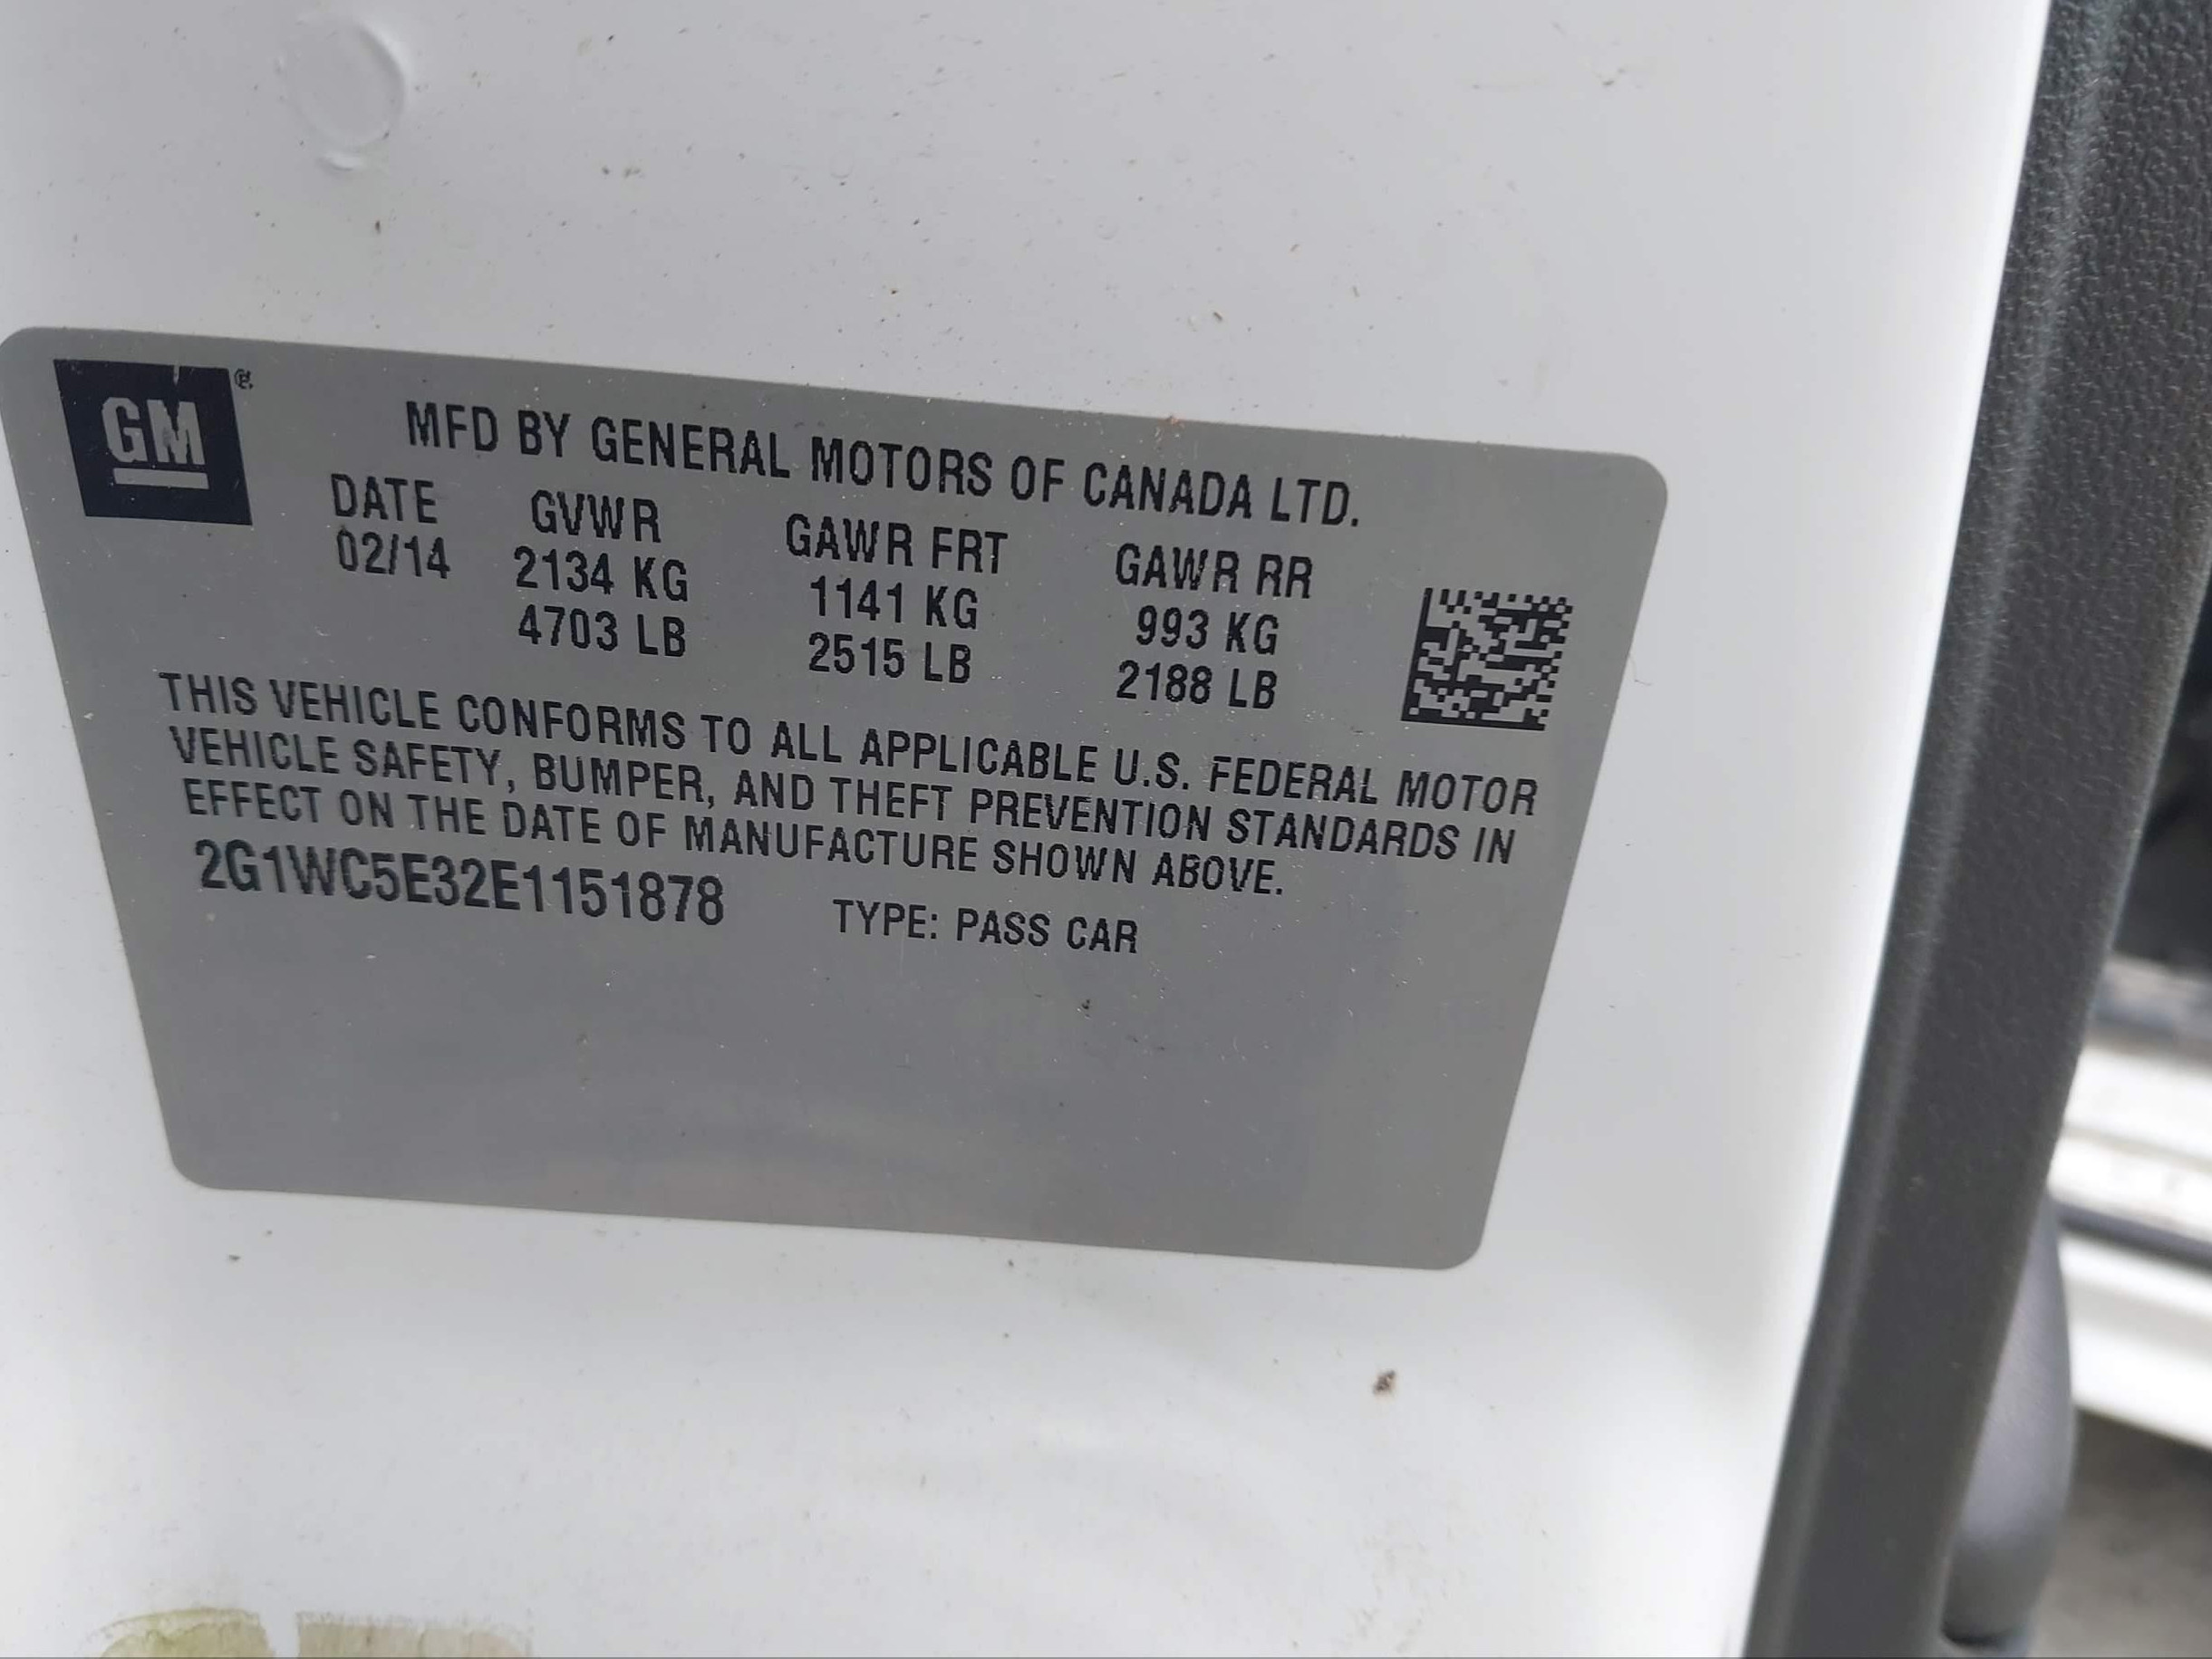 GM
MFD BY GENERAL MOTORS OF CANADA LTD.
DATE GVWR GAWR FRT GAWR RR
02/14 2134 KG 1141 KG 993 KG
4703 LB 2515 LB 2188 LB
THIS VEHICLE CONFORMS TO ALL APPLICABLE U.S. FEDERAL MOTOR
VEHICLE SAFETY, BUMPER, AND THEFT PREVENTION STANDARDS IN
EFFECT ON THE DATE OF MANUFACTURE SHOWN ABOVE.
2G1WC5E32E1151878 TYPE: PASS CAR